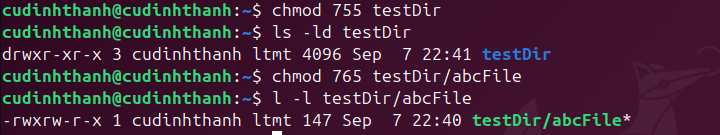 cudinhthanh@cudinhthanh:~$ chmod 755 testDir
cudinhthanh@cudinhthanh:~$ ls -ld testDir
drwxr-xr-x 3 cudinhthanh ltmt 4096 Sep  7 22:41 testDir
cudinhthanh@cudinhthanh:~$ chmod 765 testDir/abcFile
cudinhthanh@cudinhthanh:~$ l -l testDir/abcFile
-rwxrw-r-x 1 cudinhthanh ltmt 147 Sep  7 22:40 testDir/abcFile*